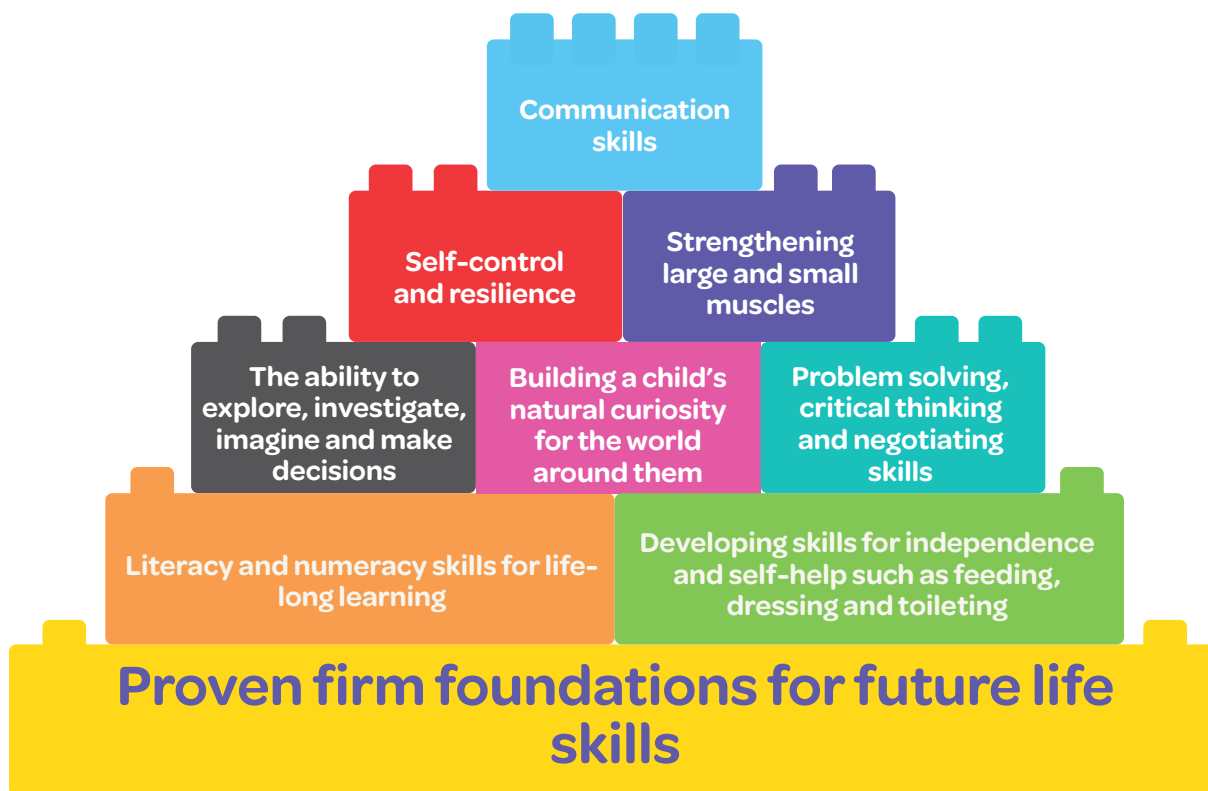 Communication
skills
Self-control
and resilience
Strengthening
large and small
muscles
The ability to
explore, investigate,
imagine and make
decisions
Building a child's
natural curiosity
for the world
around them
Problem solving,
critical thinking
and negotiating
skills
Literacy and numeracy skills for life-
long learning
Developing skills for independence
and self-help such as feeding,
dressing and toileting
Proven firm foundations for future life
skills